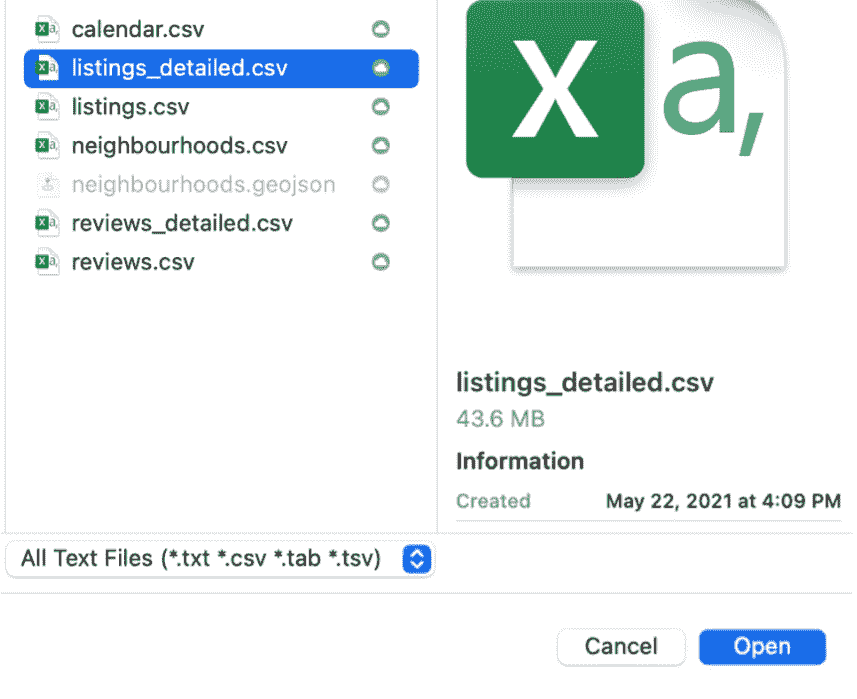 calendar.csv
listings_detailed.csv
listings.csv
neighbourhoods.csv
neighbourhoods.geojson
reviews_detailed.csv
reviews.csv
X a,
listings_detailed.csv
43.6 MB
Information
Created May 22, 2021 at 4:09 PM
All Text Files (*.txt *.csv *.tab *.tsv)
Cancel Open